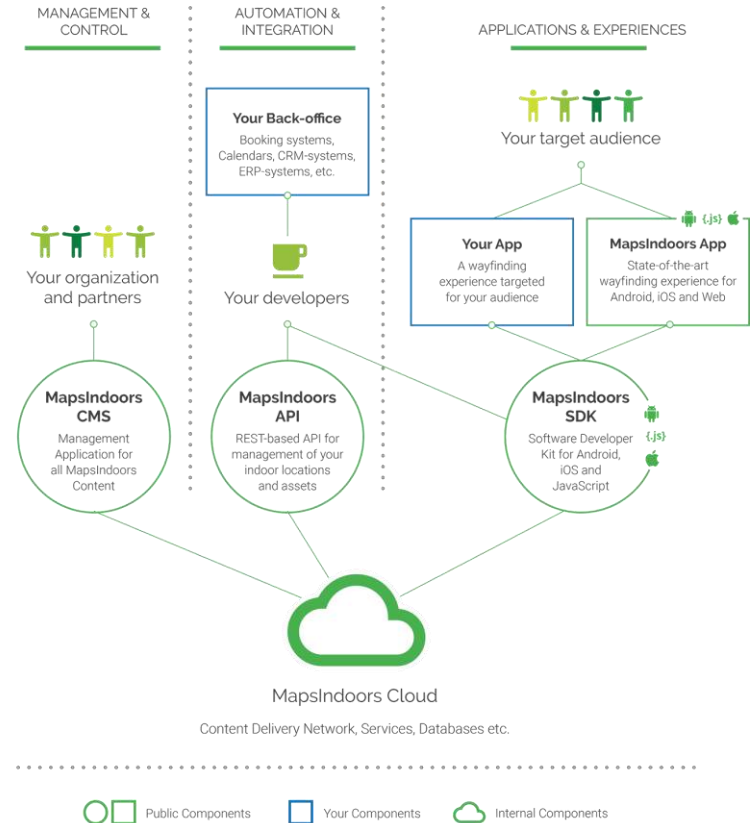 MANAGEMENT &
CONTROL
AUTOMATION &
INTEGRATION
APPLICATIONS & EXPERIENCES
Your Back-office
Booking systems,
Calendars, CRM-systems,
ERP-systems, etc.
Your target audience
{.js}
Your App
A wayfinding
experience targeted
for your audience
MapsIndoors App
State-of-the-art
wayfinding experience for
Android, iOS and Web
Your organization
and partners
Your developers
MapsIndoors
CMS
Management
Application for
all MapsIndoors
Content
MapsIndoors
API
REST-based API for
management of your
indoor locations
and assets
MapsIndoors
SDK
Software Developer
Kit for Android,
iOS and
JavaScript
{.js}
MapsIndoors Cloud
Content Delivery Network, Services, Databases etc.
Public Components
Your Components
Internal Components